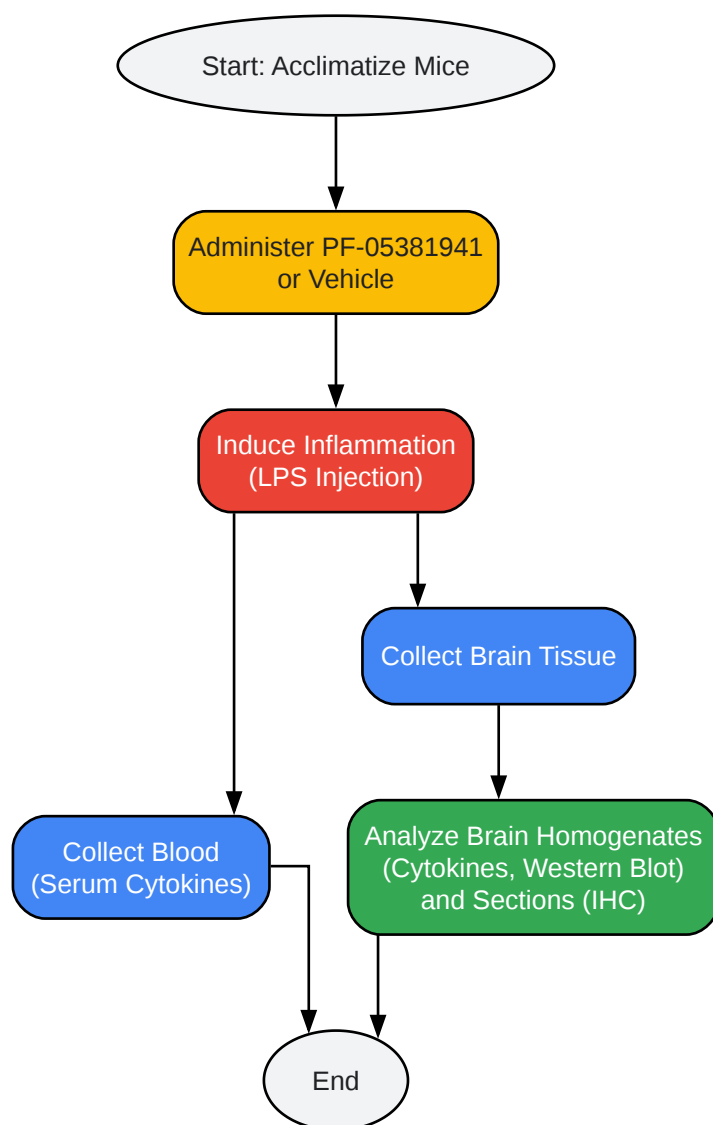 Start: Acclimatize Mice
Administer PF-05381941
or Vehicle
Induce Inflammation
(LPS Injection)
Collect Brain Tissue
Collect Blood
(Serum Cytokines)
Analyze Brain Homogenates
(Cytokines, Western Blot)
and Sections (IHC)
End